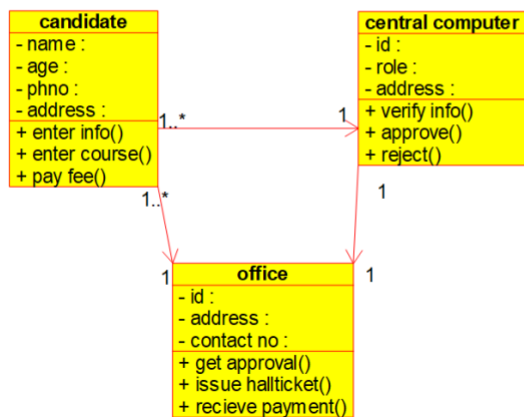 candidate
- name :
- age :
- phno :
- address :
+ enter info()
+ enter course()
+ pay fee()
central computer
- id :
- role :
- address :
+ verify info()
+ approve()
+ reject()
1..*
1
1..*
1
1
1
office
- id :
- address :
- contact no :
+ get approval()
+ issue hallticket()
+ recieve payment()